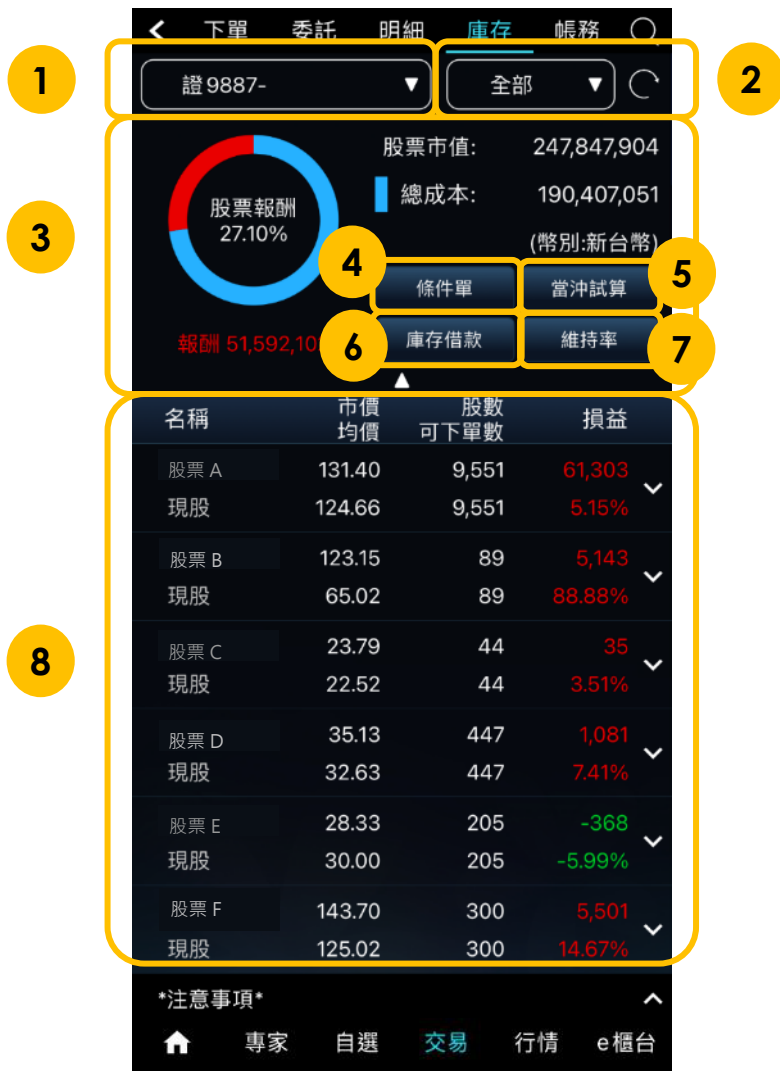 下單 委託 明細 庫存 帳務
1 證9887- ▼ 全部 ▼ 2
3
股票報酬
27.10%
股票市值: 247,847,904
總成本: 190,407,051
(幣別:新台幣)
4 條件單 當沖試算 5
報酬 51,592,10
6 庫存借款 維持率 7
名稱 市價 股數 損益
均價 可下單數
股票 A 131.40 9,551 61,303
現股 124.66 9,551 5.15%
股票 B 123.15 89 5,143
現股 65.02 89 88.88%
8
股票 C 23.79 44 35
現股 22.52 44 3.51%
股票 D 35.13 447 1,081
現股 32.63 447 7.41%
股票 E 28.33 205 -368
現股 30.00 205 -5.99%
股票 F 143.70 300 5,501
現股 125.02 300 14.67%
*注意事項*
專家 自選 交易 行情 e櫃台